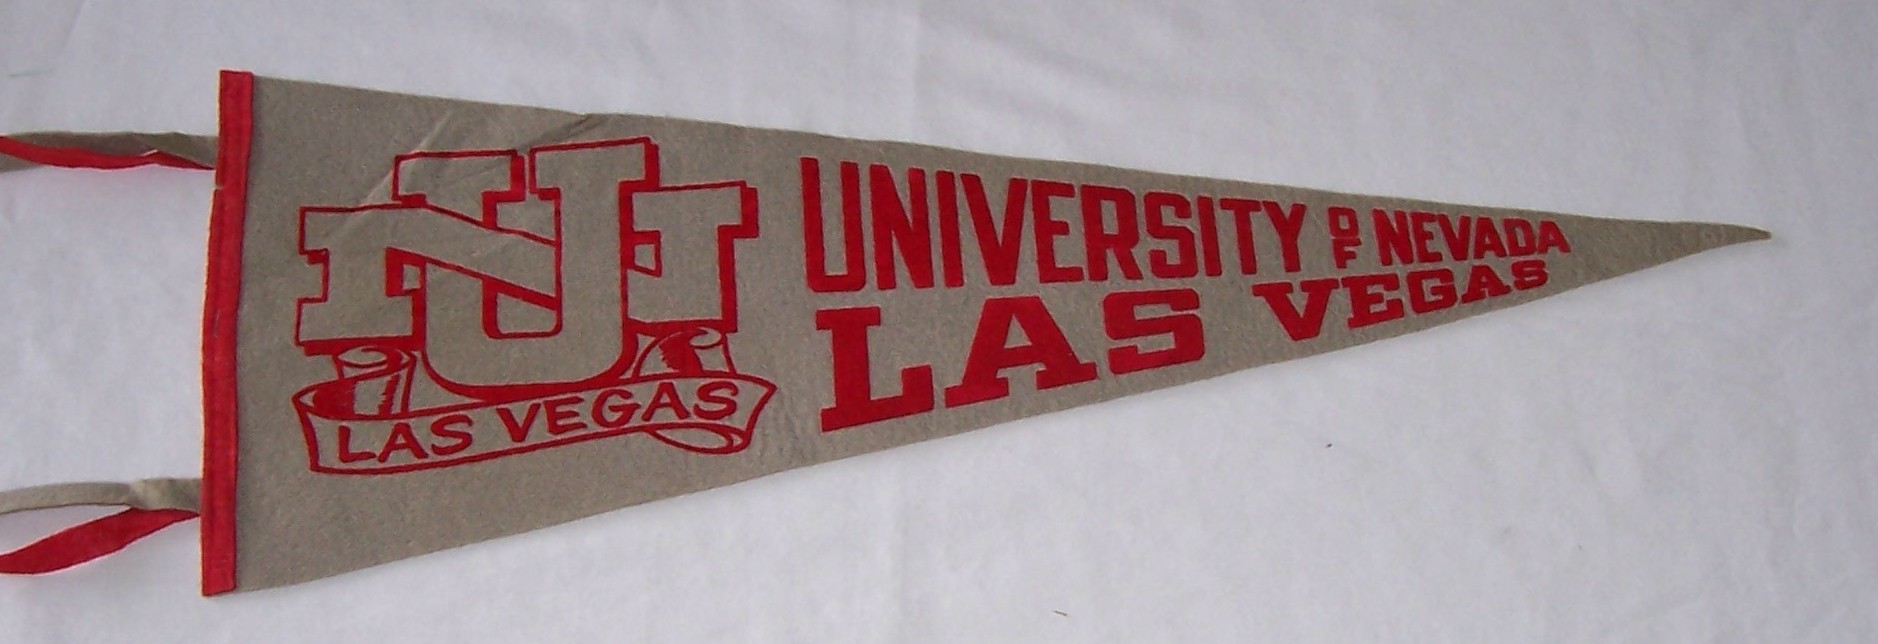 NU
LAS VEGAS
UNIVERSITY OF NEVADA
LAS VEGAS